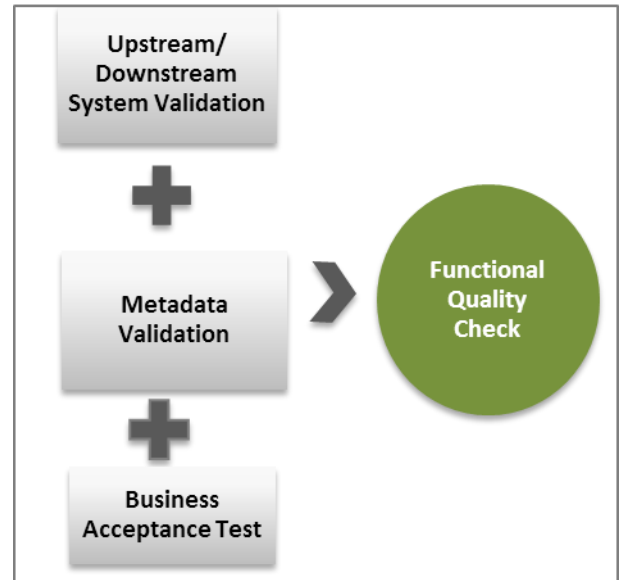 Upstream/
Downstream
System Validation
Metadata
Validation
Functional
Quality
Check
Business
Acceptance Test